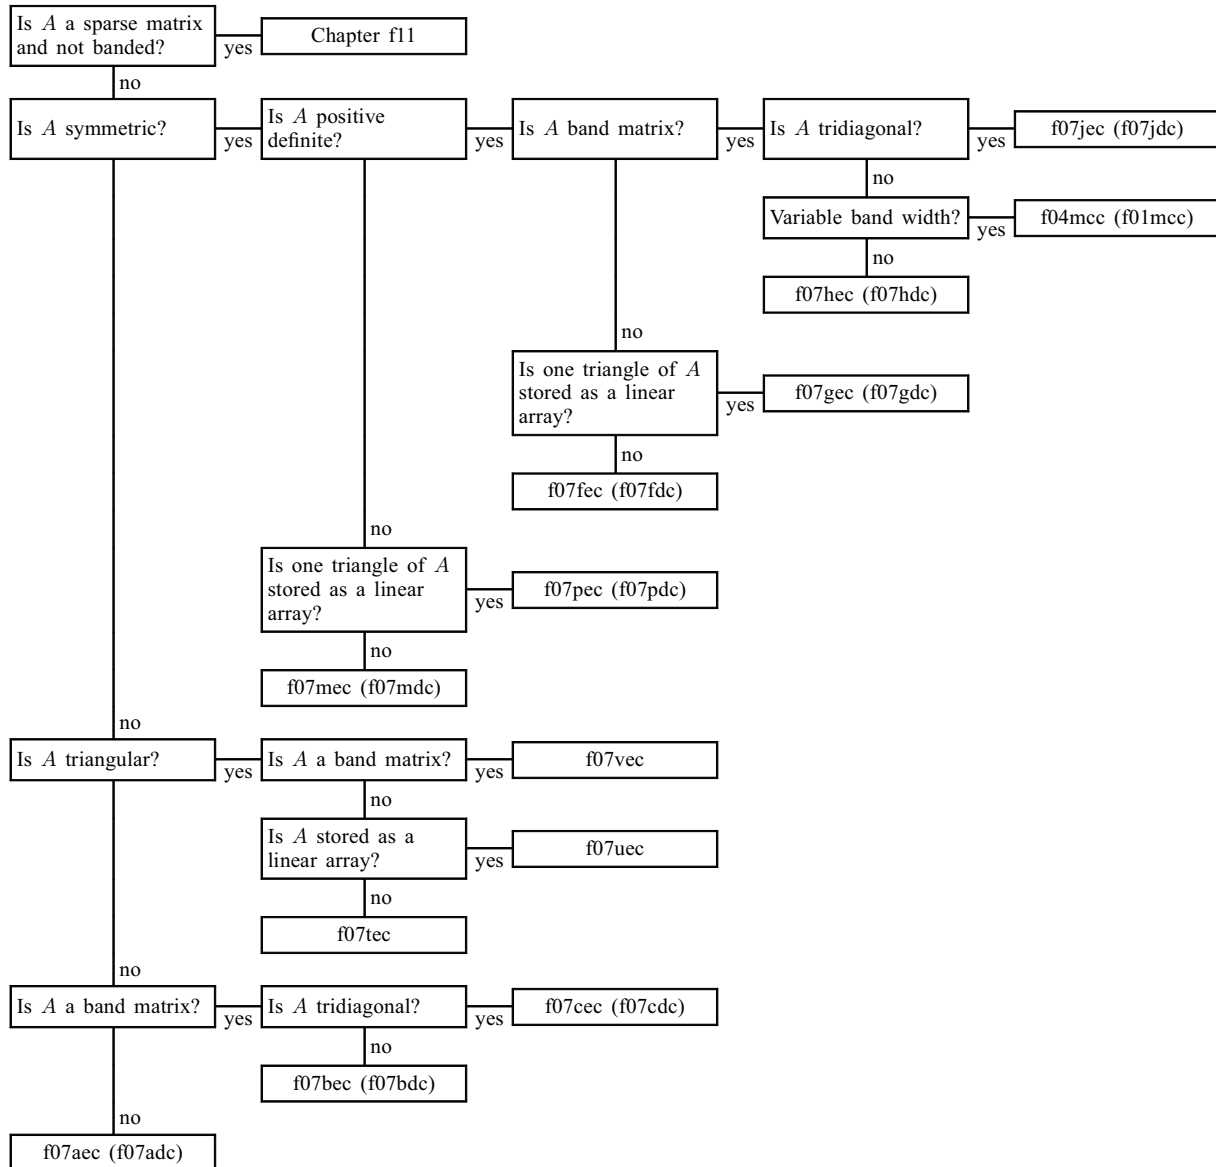 Is A a sparse matrix
and not banded?
yes
Chapter f11
no
Is A symmetric?
yes
Is A positive
definite?
yes
Is A band matrix?
yes
Is A tridiagonal?
yes
f07jec (f07jdc)
no
Variable band width?
yes
f04mcc (f01mcc)
no
f07hec (f07hdc)
no
Is one triangle of A
stored as a linear
array?
yes
f07gec (f07gdc)
no
f07fec (f07fdc)
no
Is one triangle of A
stored as a linear
array?
yes
f07pec (f07pdc)
no
f07mec (f07mdc)
no
Is A triangular?
yes
Is A a band matrix?
yes
f07vec
no
Is A stored as a
linear array?
yes
f07uec
no
f07tec
no
Is A a band matrix?
yes
Is A tridiagonal?
yes
f07cec (f07cdc)
no
f07bec (f07bdc)
no
f07aec (f07adc)